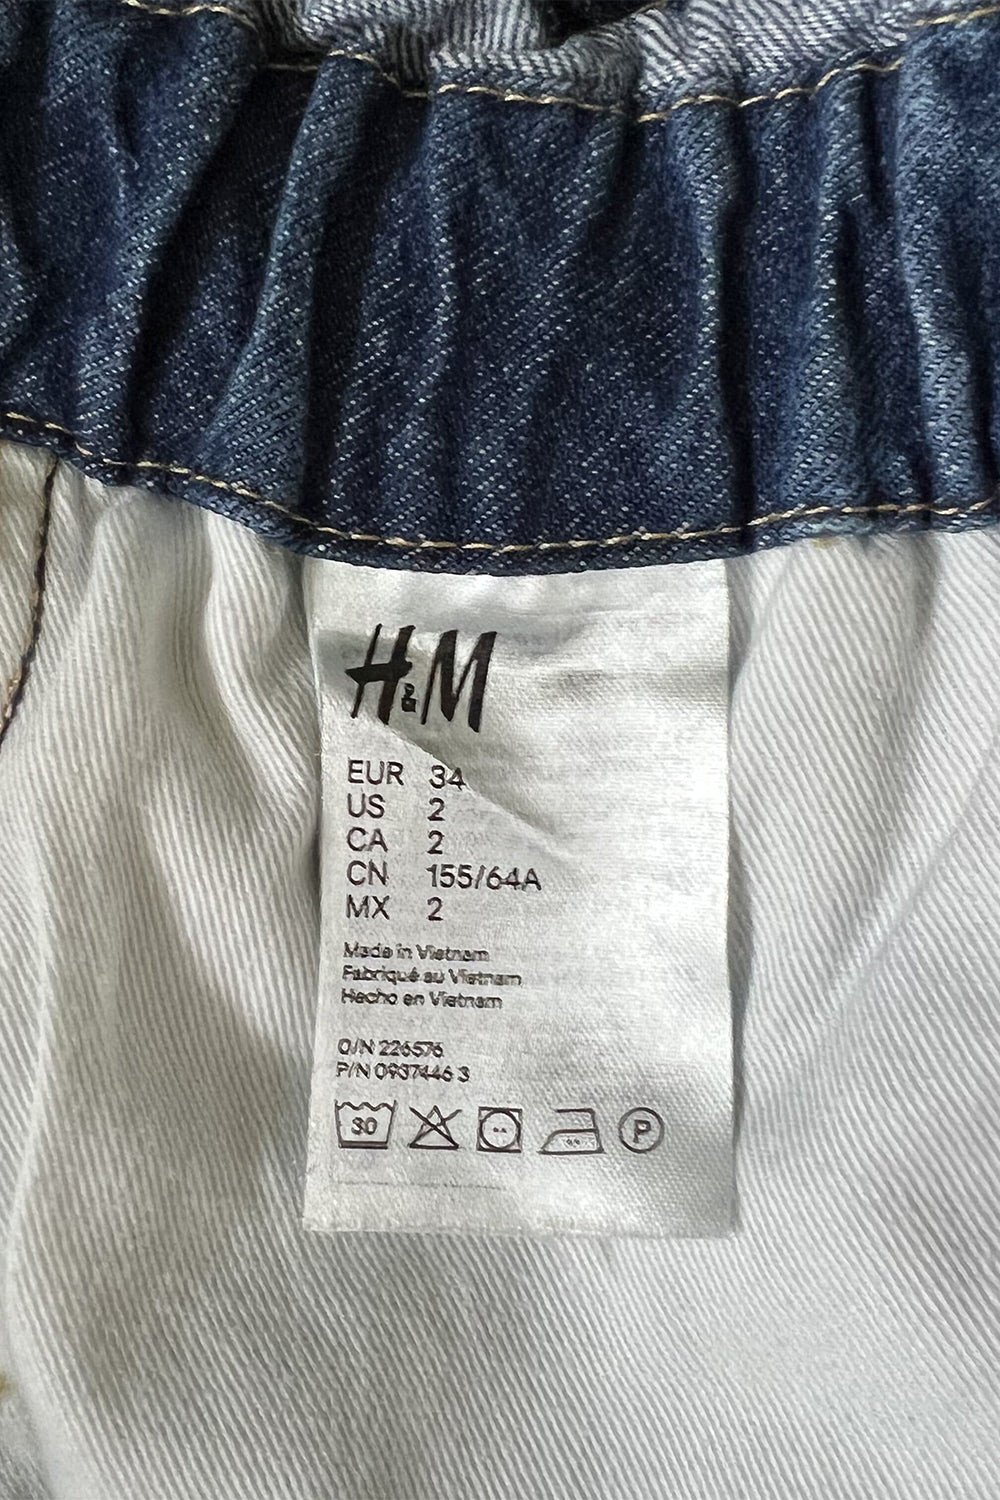 H&M
EUR 34
US 2
CA 2
CN 155/64A
MX 2
Made in Vietnam
Fabriqué au Vietnam
Hecho en Vietnam
O/N 226576
P/N 0937446 3
30
P